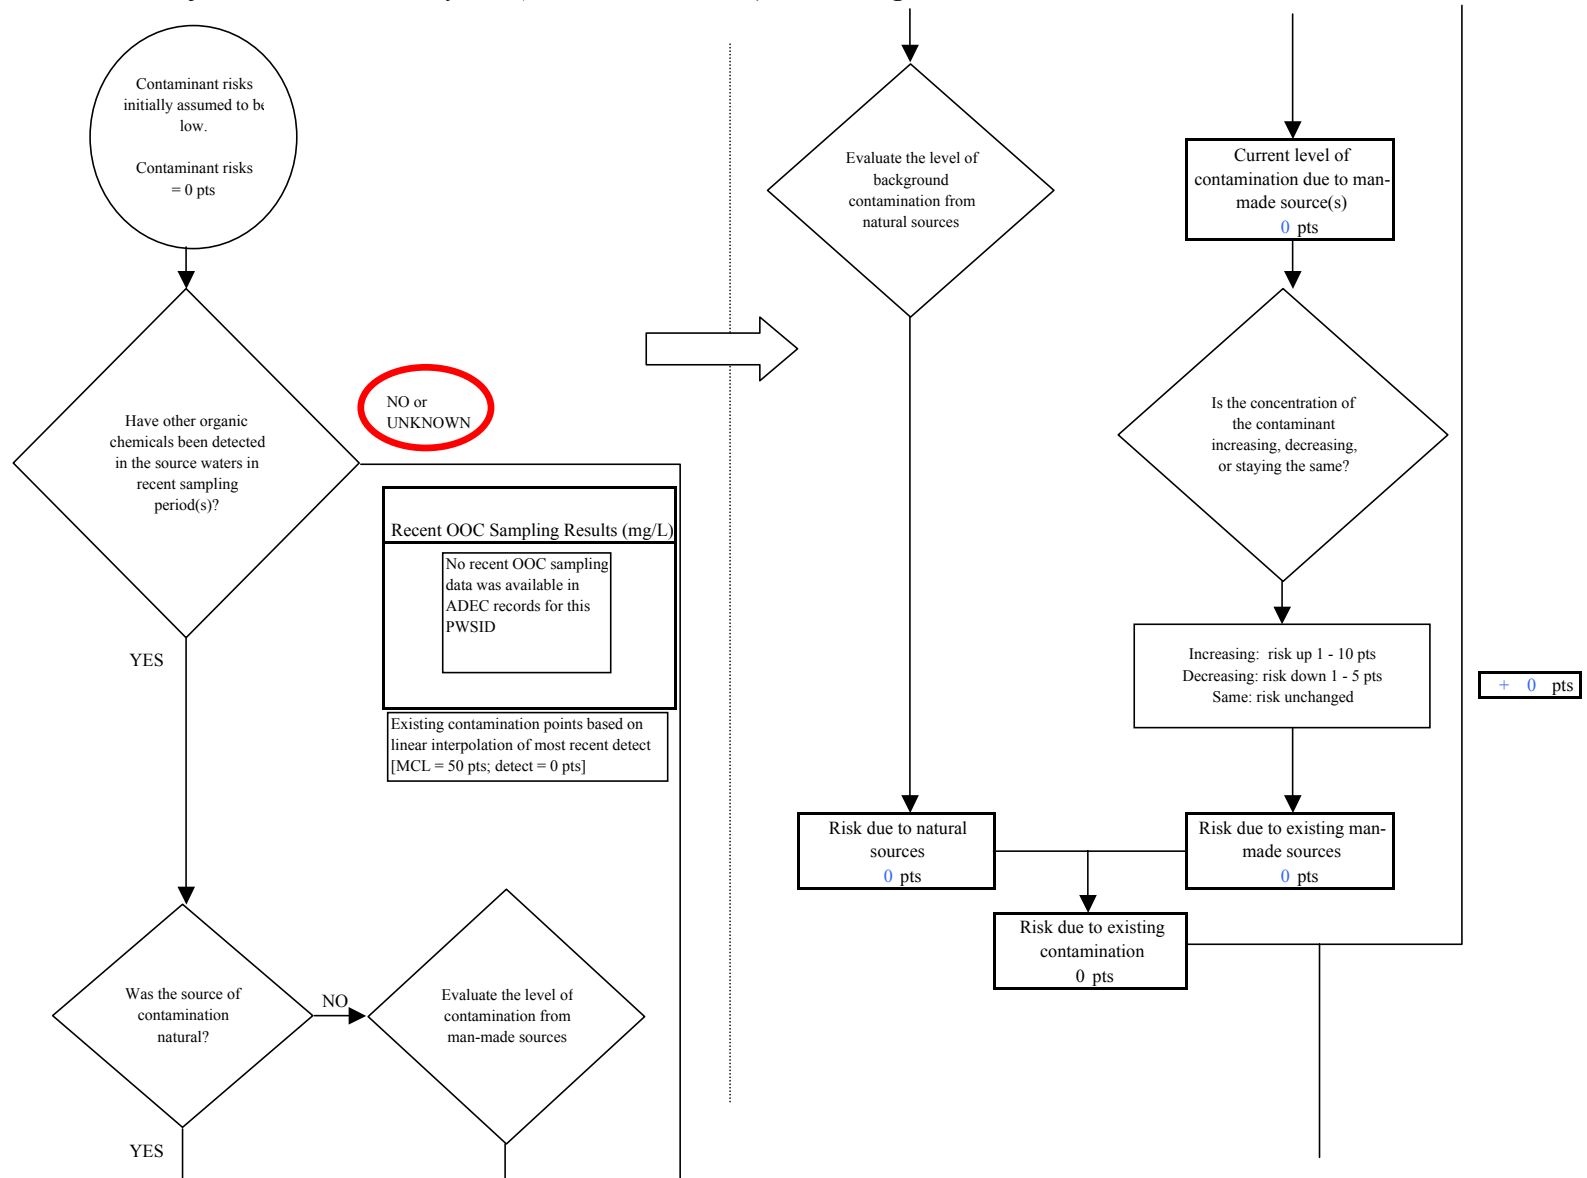 Contaminant risks
initially assumed to be
low.
Contaminant risks
= 0 pts
Have other organic
chemicals been detected
in the source waters in
recent sampling
period(s)?
NO or
UNKNOWN
Recent OOC Sampling Results (mg/L)
No recent OOC sampling
data was available in
ADEC records for this
PWSID
Existing contamination points based on
linear interpolation of most recent detect
[MCL = 50 pts; detect = 0 pts]
YES
Was the source of
contamination
natural?
NO
Evaluate the level of
contamination from
man-made sources
YES
Evaluate the level of
background
contamination from
natural sources
Current level of
contamination due to man-
made source(s)
0 pts
Is the concentration of
the contaminant
increasing, decreasing,
or staying the same?
Increasing: risk up 1 - 10 pts
Decreasing: risk down 1 - 5 pts
Same: risk unchanged
+ 0 pts
Risk due to natural
sources
0 pts
Risk due to existing man-
made sources
0 pts
Risk due to existing
contamination
0 pts